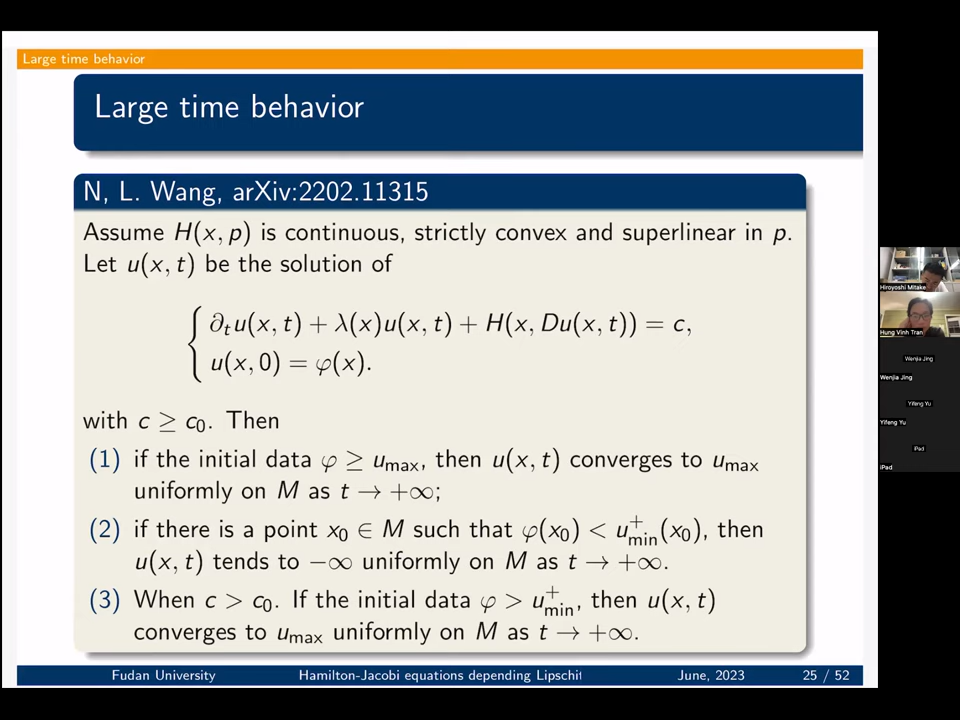 Large time behavior
Large time behavior
N, L. Wang, arXiv:2202.11315
Assume H(x, p) is continuous, strictly convex and superlinear in p.
Let u(x, t) be the solution of
∂ₜu(x, t) + λ(x)u(x, t) + H(x, Du(x, t)) = c,
u(x, 0) = φ(x).
with c ≥ c₀. Then
(1) if the initial data φ ≥ u_max, then u(x, t) converges to u_max
uniformly on M as t → +∞;
(2) if there is a point x₀ ∈ M such that φ(x₀) < u⁺_min(x₀), then
u(x, t) tends to −∞ uniformly on M as t → +∞.
(3) When c > c₀. If the initial data φ > u⁺_min, then u(x, t)
converges to u_max uniformly on M as t → +∞.
Fudan University Hamilton-Jacobi equations depending Lipschit June, 2023 25 / 52
Hiroyoshi Mitake
Hung Vinh Tran
Wenjia Jing
Wenjia Jing
Yifeng Yu
Yifeng Yu
iPad
iPad